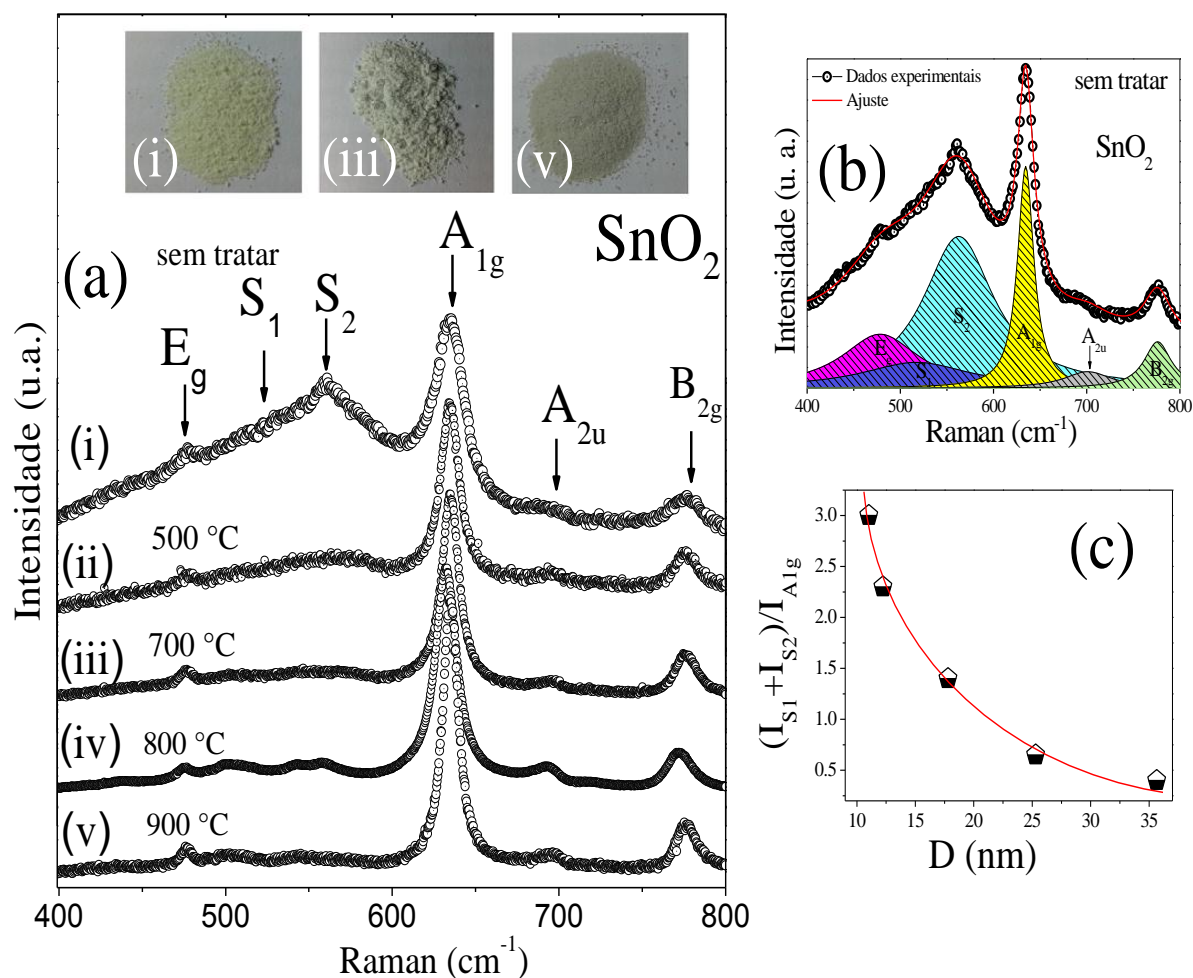 (i)
(iii)
(v)
(a)
sem tratar
SnO2
Eg
S1
S2
A1g
A2u
B2g
(i)
(ii)
500 °C
(iii)
700 °C
(iv)
800 °C
(v)
900 °C
400
500
600
700
800
Raman (cm-1)
Intensidade (u.a.)
(b)
Dados experimentais
Ajuste
sem tratar
SnO2
Eg
S1
S2
A1g
A2u
B2g
400
500
600
700
800
Raman (cm-1)
Intensidade (u. a.)
(c)
3.0
2.5
2.0
1.5
1.0
0.5
(IS1+IS2)/IA1g
10
15
20
25
30
35
D (nm)